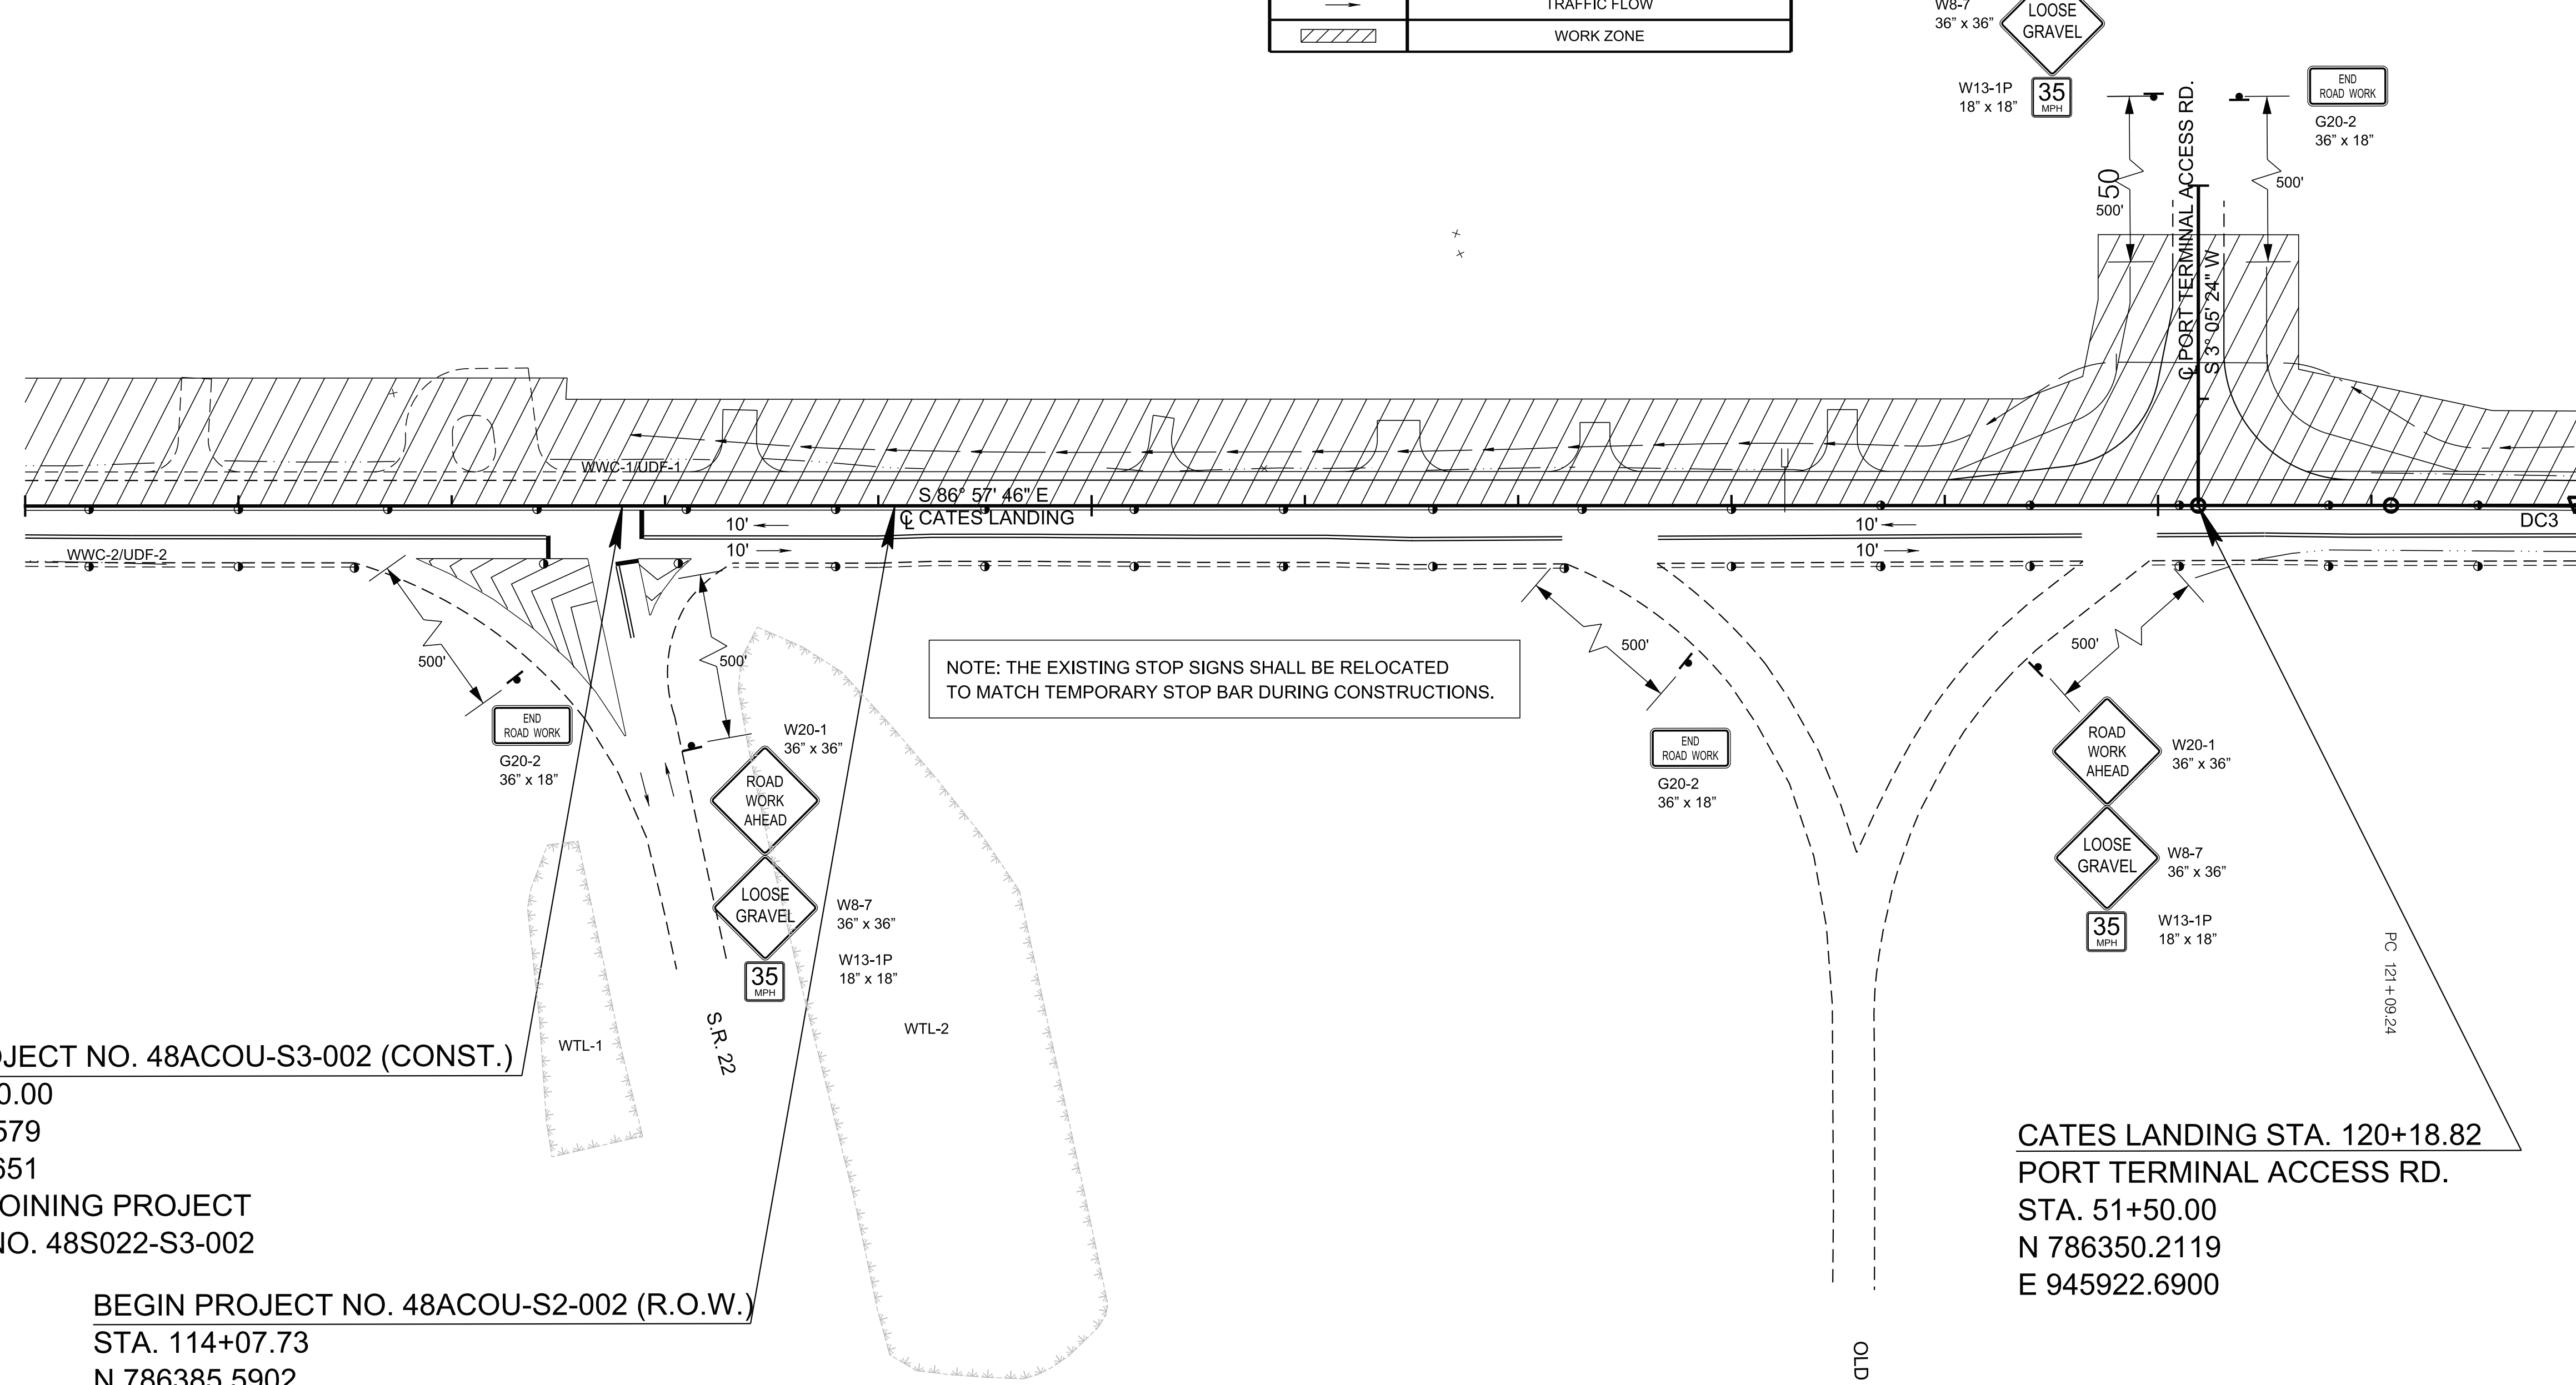 TRAFFIC FLOW
WORK ZONE
W8-7
36” x 36”
LOOSE
GRAVEL
W13-1P
18” x 18”
35
MPH
END
ROAD WORK
G20-2
36” x 18”
50
500'
500'
℄ PORT TERMINAL ACCESS RD.
S 3° 05' 24" W
WWC-1/UDF-1
S 86° 57' 46" E
℄ CATES LANDING
10'
10'
10'
10'
DC3
WWC-2/UDF-2
500'
500'
500'
500'
NOTE: THE EXISTING STOP SIGNS SHALL BE RELOCATED
TO MATCH TEMPORARY STOP BAR DURING CONSTRUCTIONS.
END
ROAD WORK
G20-2
36” x 18”
W20-1
36” x 36”
ROAD
WORK
AHEAD
LOOSE
GRAVEL
W8-7
36” x 36”
W13-1P
18” x 18”
35
MPH
END
ROAD WORK
G20-2
36” x 18”
ROAD
WORK
AHEAD
W20-1
36” x 36”
LOOSE
GRAVEL
W8-7
36” x 36”
35
MPH
W13-1P
18” x 18”
PC 121+09.24
S.R. 22
WTL-1
WTL-2
OJECT NO. 48ACOU-S3-002 (CONST.)
0.00
579
651
OINING PROJECT
NO. 48S022-S3-002
BEGIN PROJECT NO. 48ACOU-S2-002 (R.O.W.)
STA. 114+07.73
N 786385.5902
CATES LANDING STA. 120+18.82
PORT TERMINAL ACCESS RD.
STA. 51+50.00
N 786350.2119
E 945922.6900
OLD